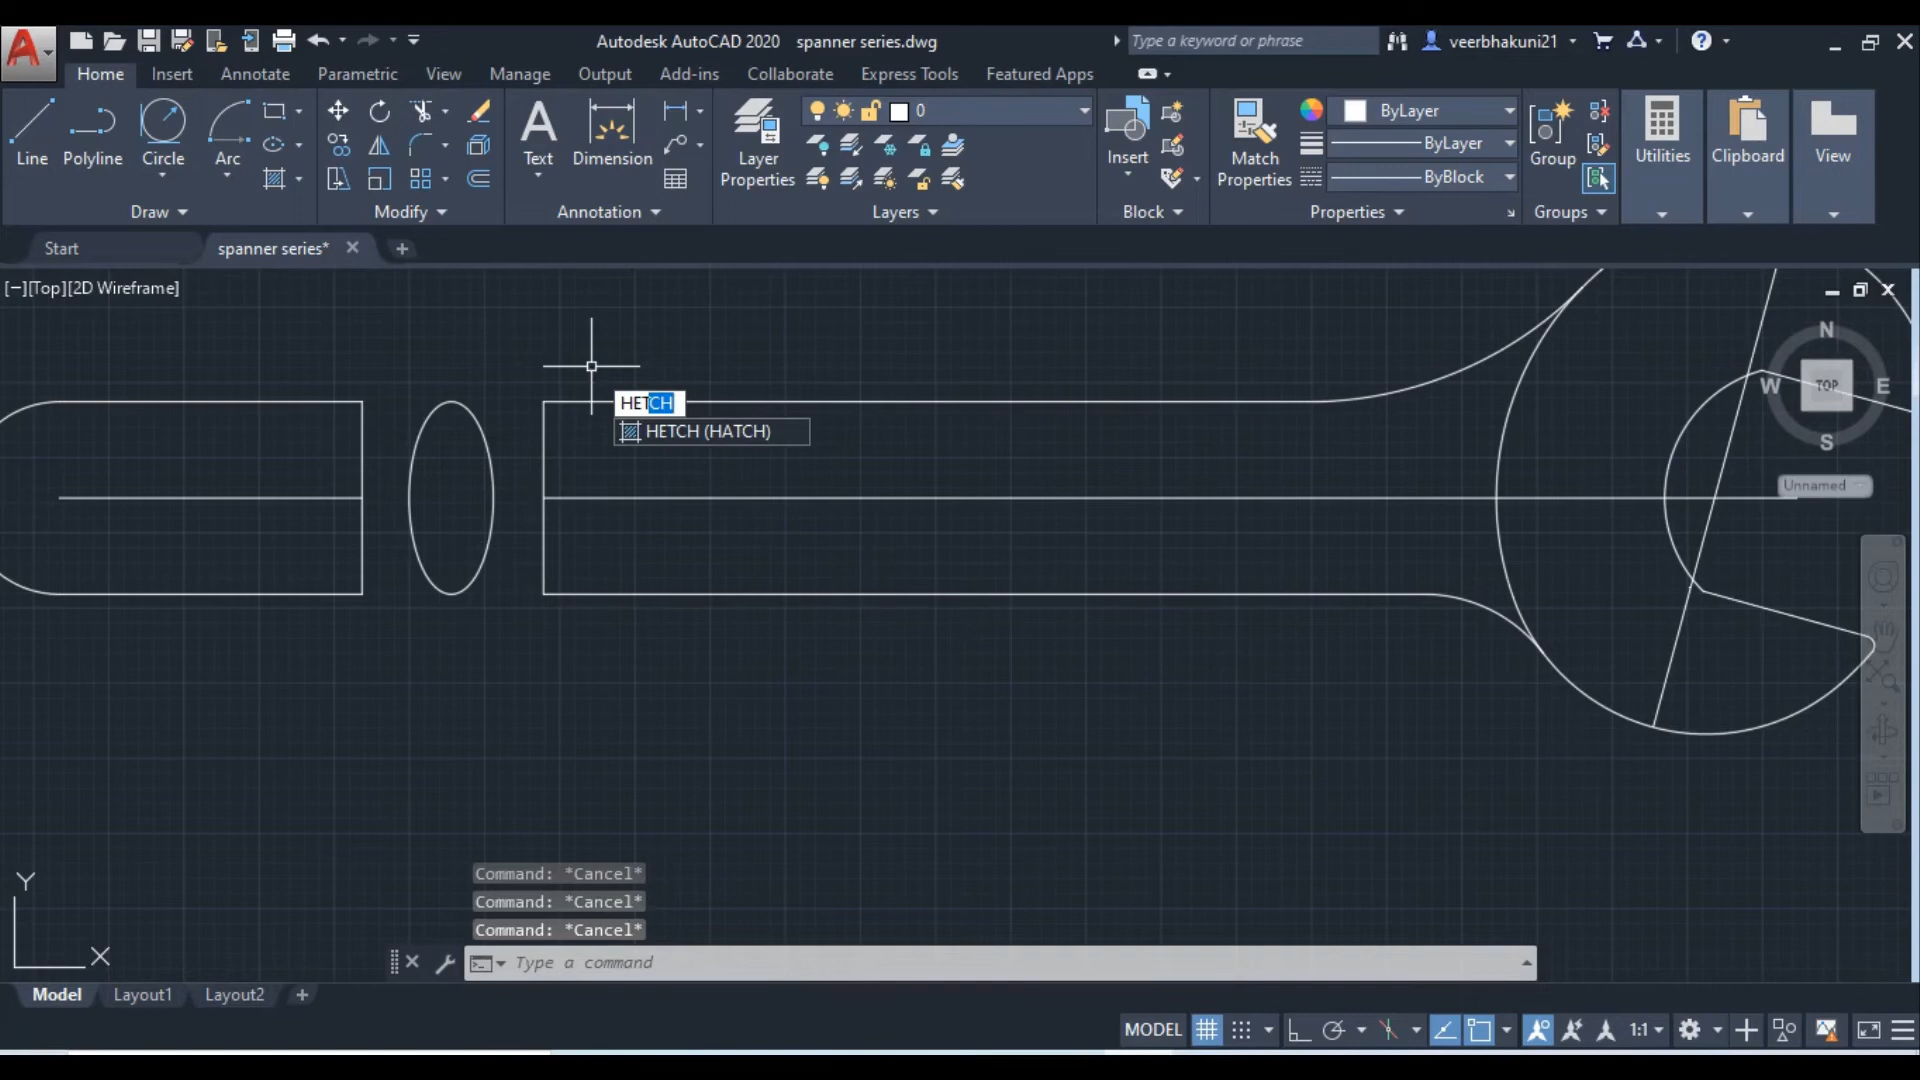 Autodesk AutoCAD 2020 spanner series.dwg
Type a keyword or phrase
veerbhakuni21
Home Insert Annotate Parametric View Manage Output Add-ins Collaborate Express Tools Featured Apps
Line Polyline Circle Arc
Text Dimension
Layer Properties
0
Insert
Match Properties
ByLayer
ByLayer
ByBlock
Group
Utilities Clipboard View
Draw Modify Annotation Layers Block Properties Groups
Start spanner series*
[−][Top][2D Wireframe]
N
W TOP E
S
Unnamed
HETCH
HETCH (HATCH)
Command: *Cancel*
Command: *Cancel*
Command: *Cancel*
Type a command
Y
X
Model Layout1 Layout2
MODEL 1:1